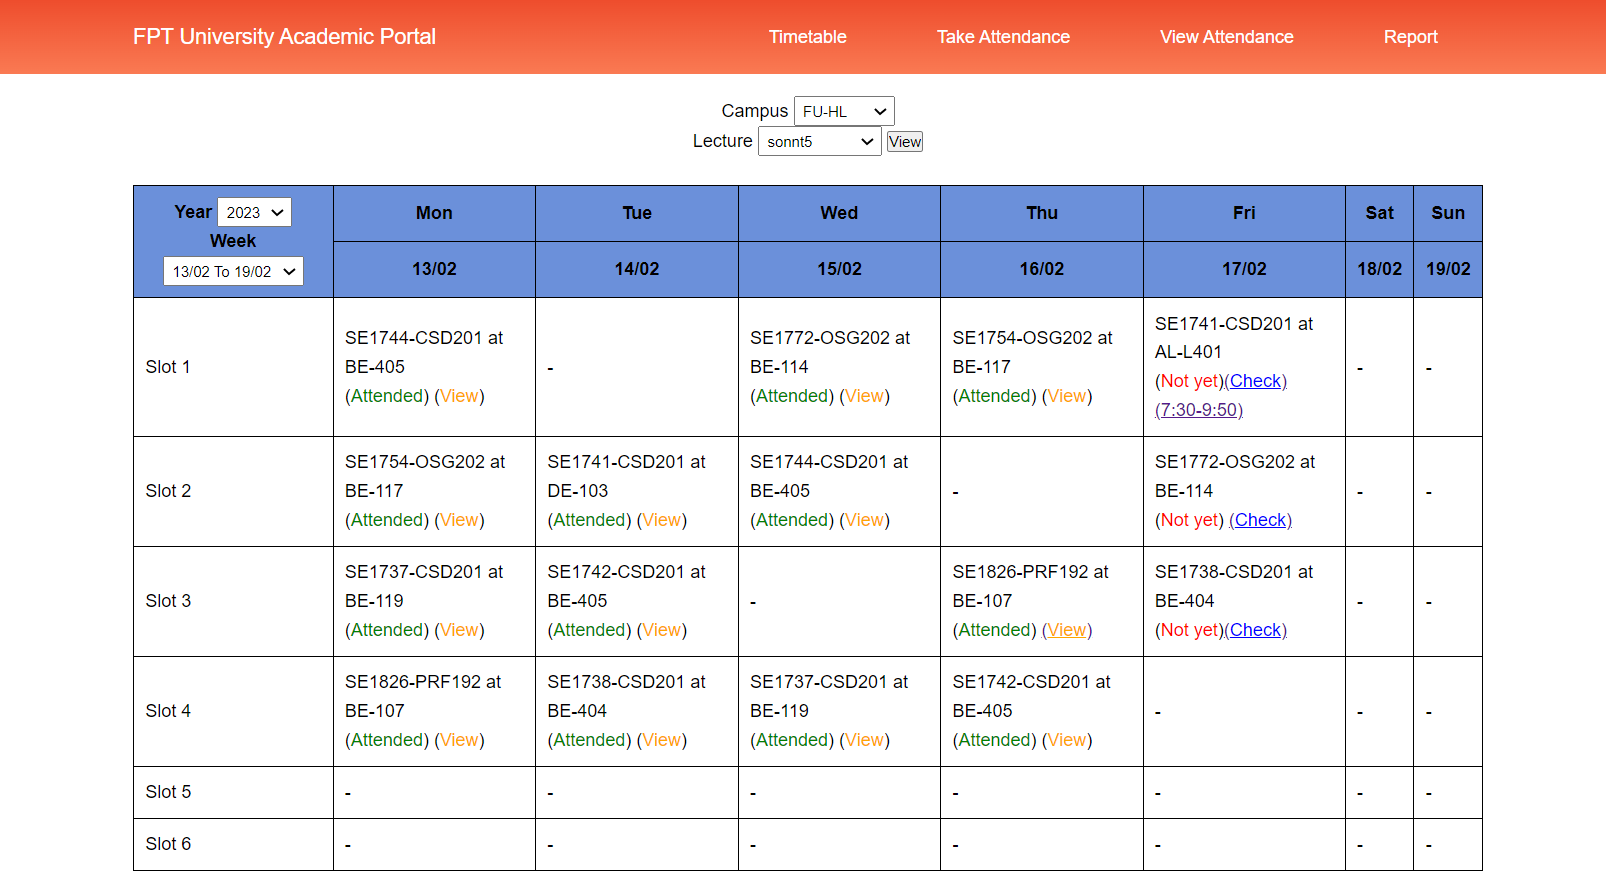 FPT University Academic Portal
Timetable
Take Attendance
View Attendance
Report
Campus FU-HL
Lecture sonnt5 View
Year 2023
Week
13/02 To 19/02
Mon
Tue
Wed
Thu
Fri
Sat
Sun
13/02
14/02
15/02
16/02
17/02
18/02
19/02
Slot 1
SE1744-CSD201 at
BE-405
(Attended) (View)
-
SE1772-OSG202 at
BE-114
(Attended) (View)
SE1754-OSG202 at
BE-117
(Attended) (View)
SE1741-CSD201 at
AL-L401
(Not yet)(Check)
(7:30-9:50)
-
-
Slot 2
SE1754-OSG202 at
BE-117
(Attended) (View)
SE1741-CSD201 at
DE-103
(Attended) (View)
SE1744-CSD201 at
BE-405
(Attended) (View)
-
SE1772-OSG202 at
BE-114
(Not yet) (Check)
-
-
Slot 3
SE1737-CSD201 at
BE-119
(Attended) (View)
SE1742-CSD201 at
BE-405
(Attended) (View)
-
SE1826-PRF192 at
BE-107
(Attended) (View)
SE1738-CSD201 at
BE-404
(Not yet)(Check)
-
-
Slot 4
SE1826-PRF192 at
BE-107
(Attended) (View)
SE1738-CSD201 at
BE-404
(Attended) (View)
SE1737-CSD201 at
BE-119
(Attended) (View)
SE1742-CSD201 at
BE-405
(Attended) (View)
-
-
-
Slot 5
-
-
-
-
-
-
-
Slot 6
-
-
-
-
-
-
-